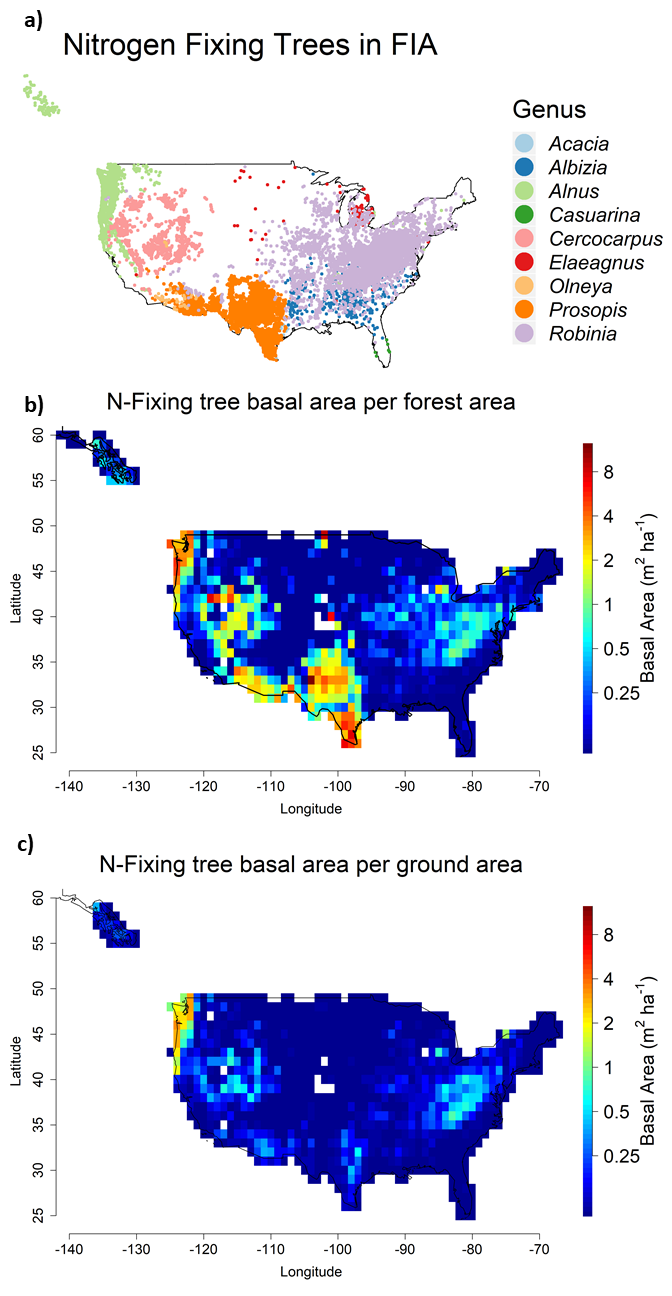 a)
Nitrogen Fixing Trees in FIA
Genus
Acacia
Albizia
Alnus
Casuarina
Cercocarpus
Elaeagnus
Olneya
Prosopis
Robinia
b)
N-Fixing tree basal area per forest area
60
55
50
45
40
35
30
25
Latitude
-140
-130
-120
-110
-100
-90
-80
-70
Longitude
8
4
2
1
0.5
0.25
Basal Area (m² ha⁻¹)
c)
N-Fixing tree basal area per ground area
60
55
50
45
40
35
30
25
Latitude
-140
-130
-120
-110
-100
-90
-80
-70
Longitude
8
4
2
1
0.5
0.25
Basal Area (m² ha⁻¹)